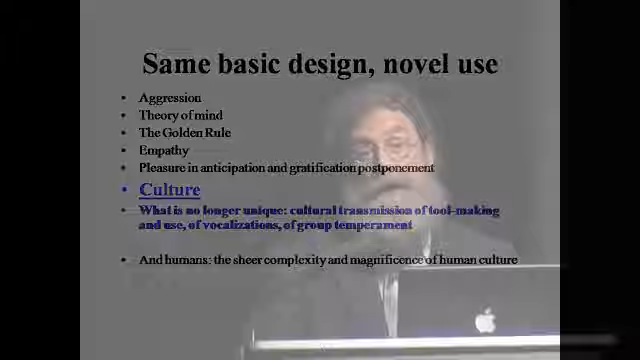 Same basic design, novel use
• Aggression
• Theory of mind
• The Golden Rule
• Empathy
• Pleasure in anticipation and gratification postponement
• Culture
• What is no longer unique: cultural transmission of tool-making
and use, of vocalizations, of group temperament
• And humans: the sheer complexity and magnificence of human culture